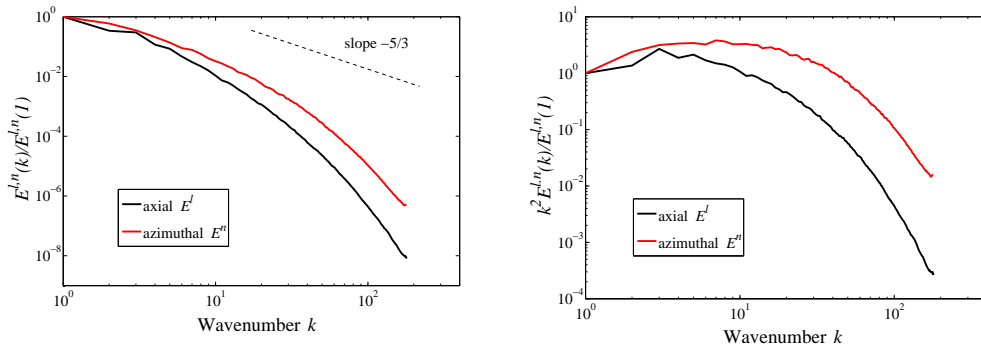 10^0
10^-2
10^-4
10^-6
10^-8
E^{l,n}(k)/E^{l,n}(1)
slope −5/3
axial E^l
azimuthal E^n
10^0
10^1
10^2
Wavenumber k
10^1
10^0
10^-1
10^-2
10^-3
10^-4
k^2 E^{l,n}(k)/E^{l,n}(1)
axial E^l
azimuthal E^n
10^0
10^1
10^2
Wavenumber k